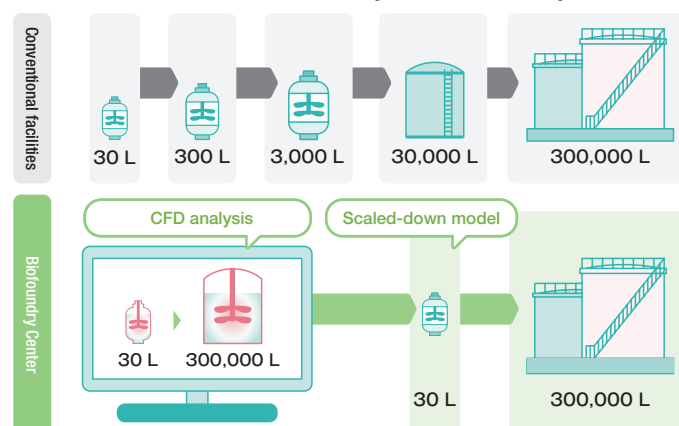 Conventional facilities
30 L
300 L
3,000 L
30,000 L
300,000 L
Biofoundry Center
CFD analysis
Scaled-down model
30 L
300,000 L
30 L
300,000 L